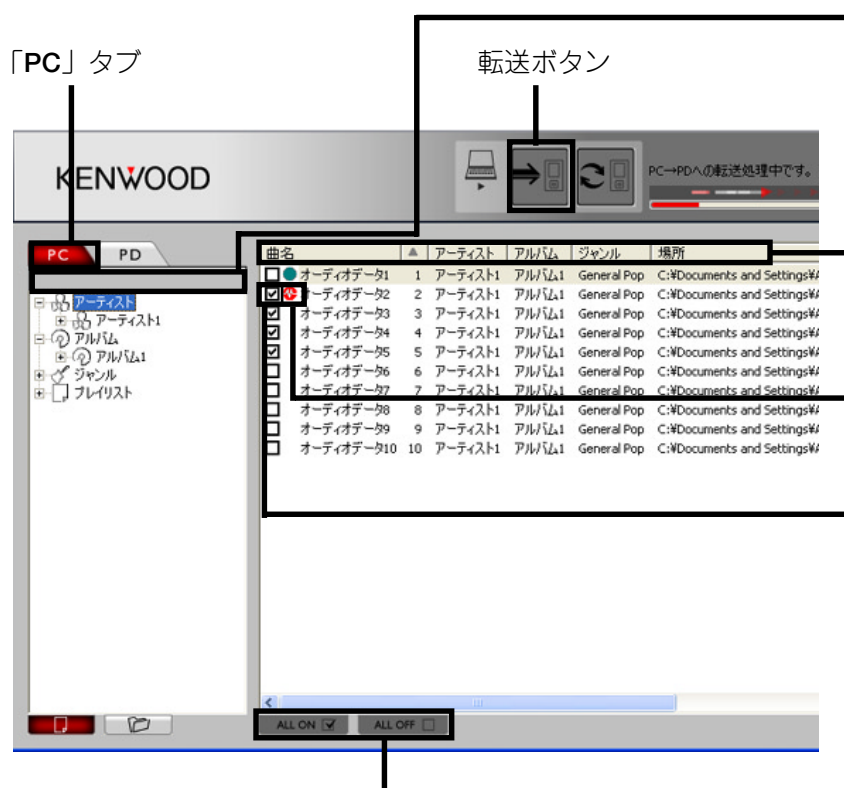 「PC」タブ
転送ボタン
KENWOOD
PC→PDへの転送処理中です。
PC PD
曲名 ▲ アーティスト アルバム ジャンル 場所
オーディオデータ1 1 アーティスト1 アルバム1 General Pop C:¥Documents and Settings¥A
オーディオデータ2 2 アーティスト1 アルバム1 General Pop C:¥Documents and Settings¥A
オーディオデータ3 3 アーティスト1 アルバム1 General Pop C:¥Documents and Settings¥A
オーディオデータ4 4 アーティスト1 アルバム1 General Pop C:¥Documents and Settings¥A
オーディオデータ5 5 アーティスト1 アルバム1 General Pop C:¥Documents and Settings¥A
オーディオデータ6 6 アーティスト1 アルバム1 General Pop C:¥Documents and Settings¥A
オーディオデータ7 7 アーティスト1 アルバム1 General Pop C:¥Documents and Settings¥A
オーディオデータ8 8 アーティスト1 アルバム1 General Pop C:¥Documents and Settings¥A
オーディオデータ9 9 アーティスト1 アルバム1 General Pop C:¥Documents and Settings¥A
オーディオデータ10 10 アーティスト1 アルバム1 General Pop C:¥Documents and Settings¥A
アーティスト
アーティスト1
アルバム
アルバム1
ジャンル
プレイリスト
ALL ON ALL OFF